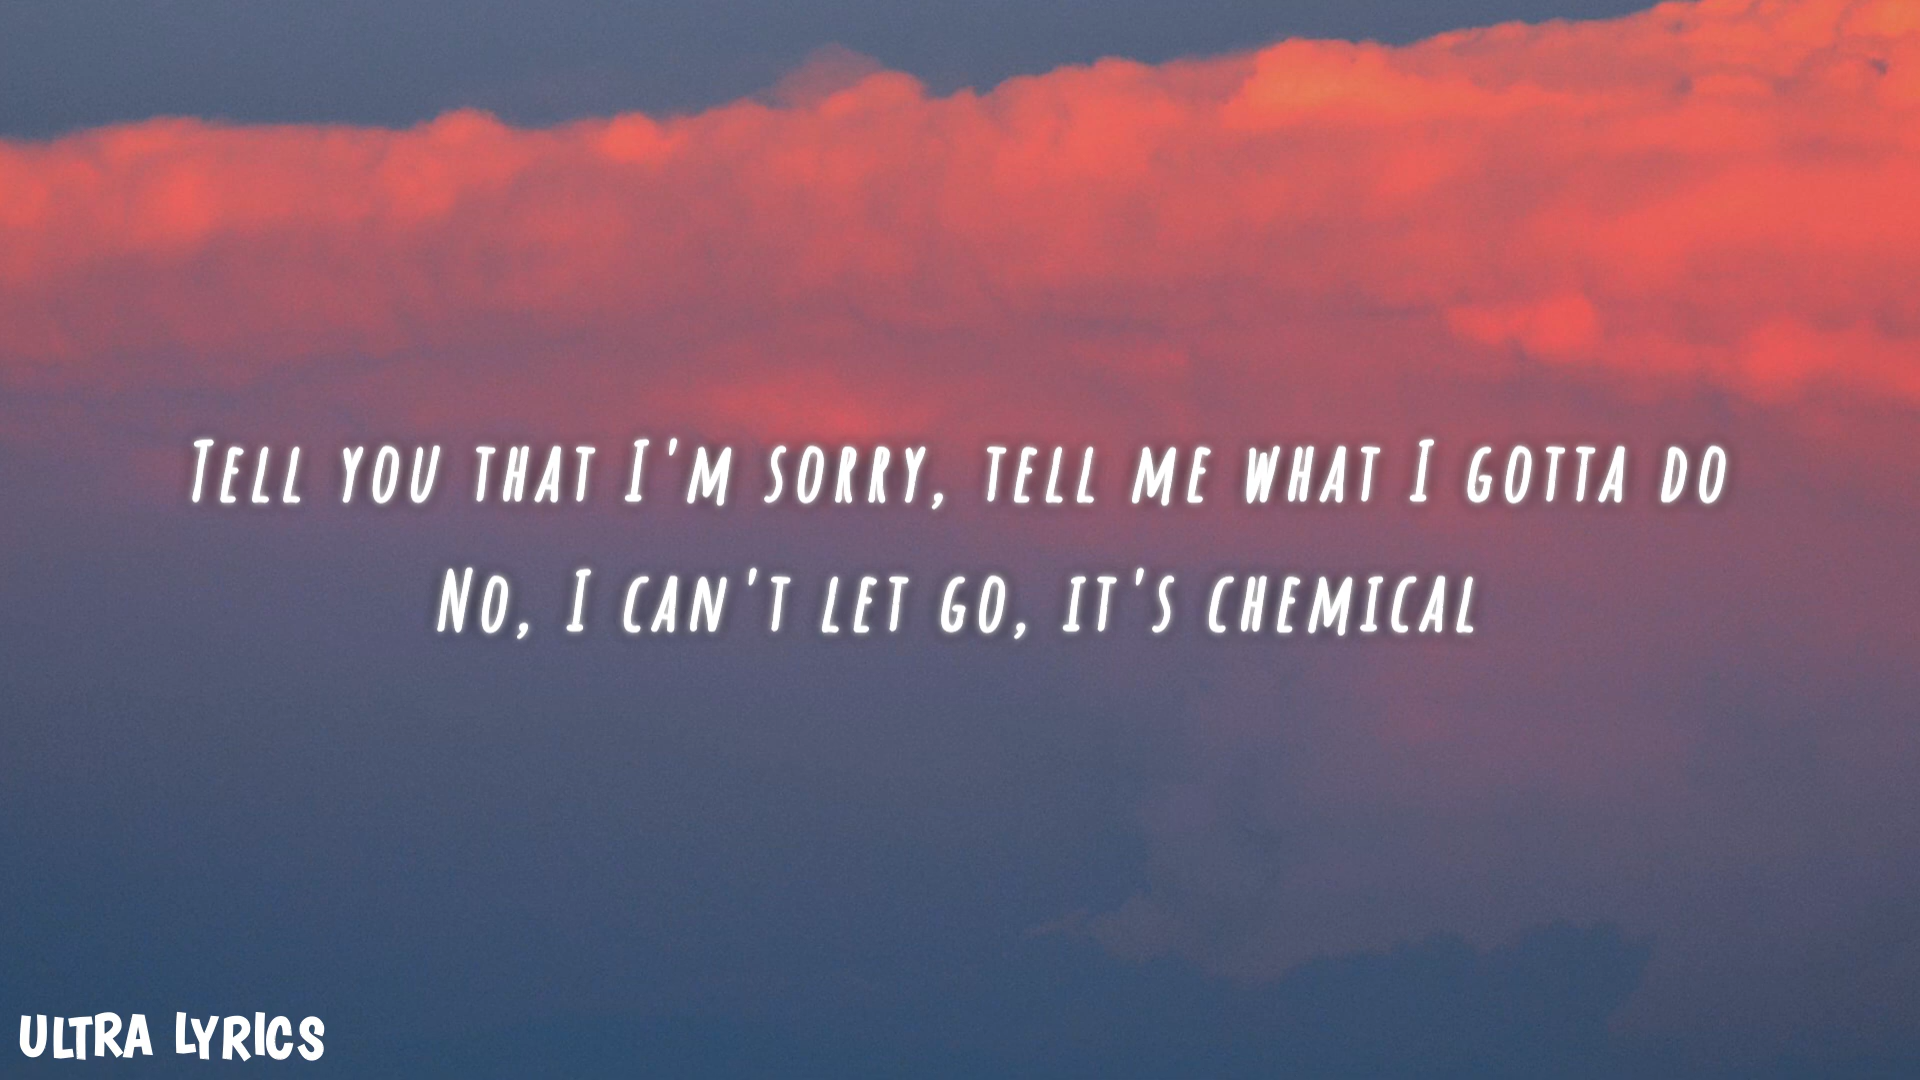 Tell you that I'm sorry, tell me what I gotta do
No, I can't let go, it's chemical
ULTRA LYRICS